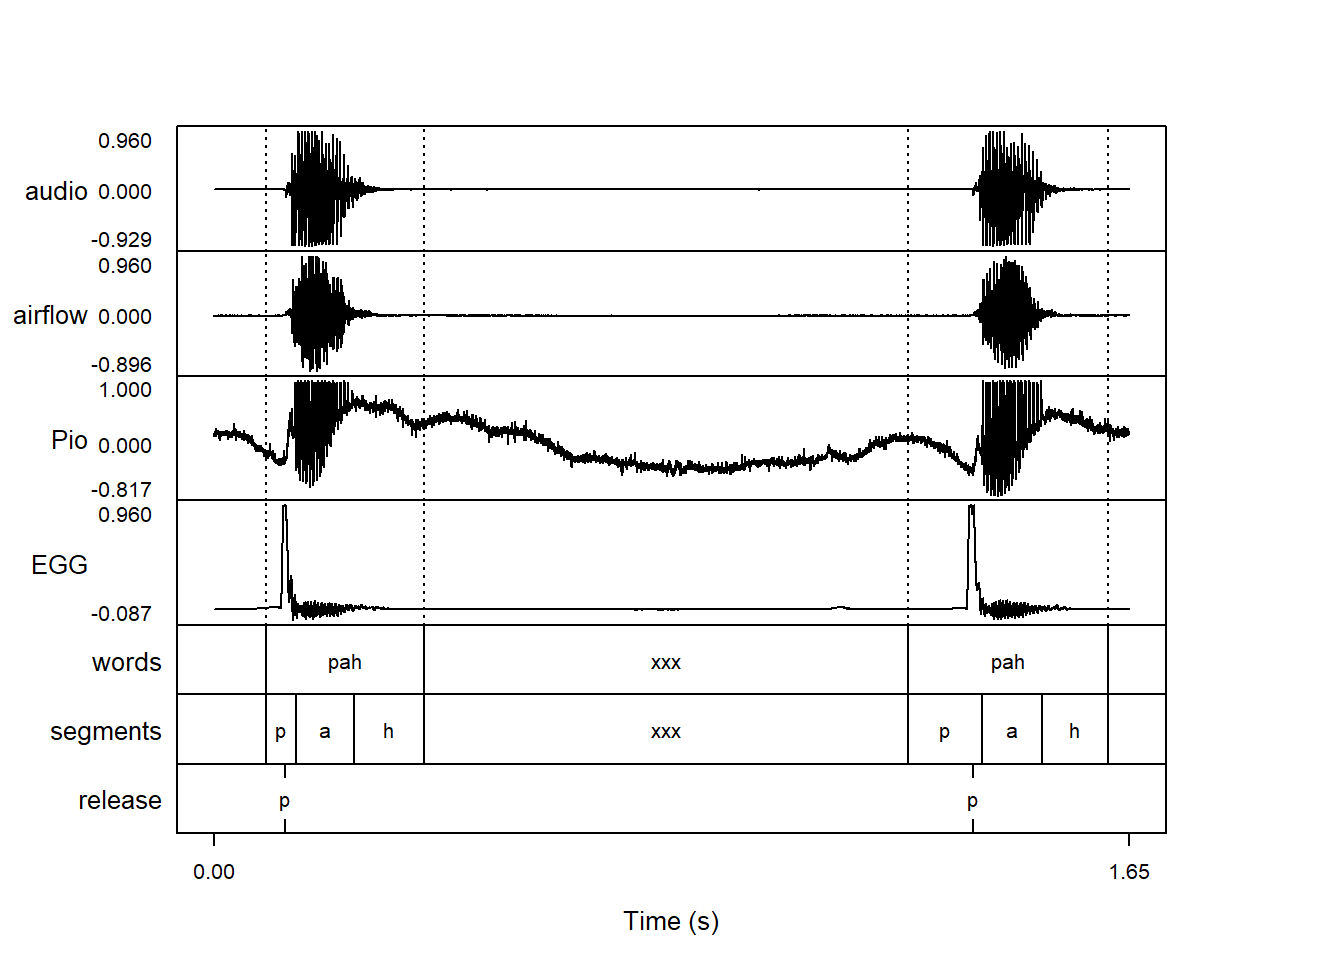 0.960
audio 0.000
-0.929
0.960
airflow 0.000
-0.896
1.000
Pio 0.000
-0.817
0.960
EGG
-0.087
words pah xxx pah
segments p a h xxx p a h
release p p
0.00 1.65
Time (s)